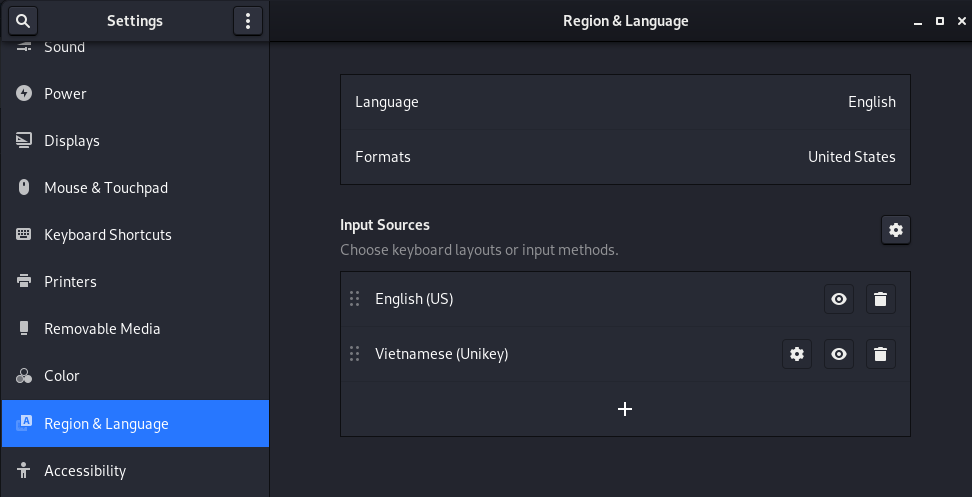 Settings
Region & Language
Sound
Power
Displays
Mouse & Touchpad
Keyboard Shortcuts
Printers
Removable Media
Color
Region & Language
Accessibility
Language English
Formats United States
Input Sources
Choose keyboard layouts or input methods.
English (US)
Vietnamese (Unikey)